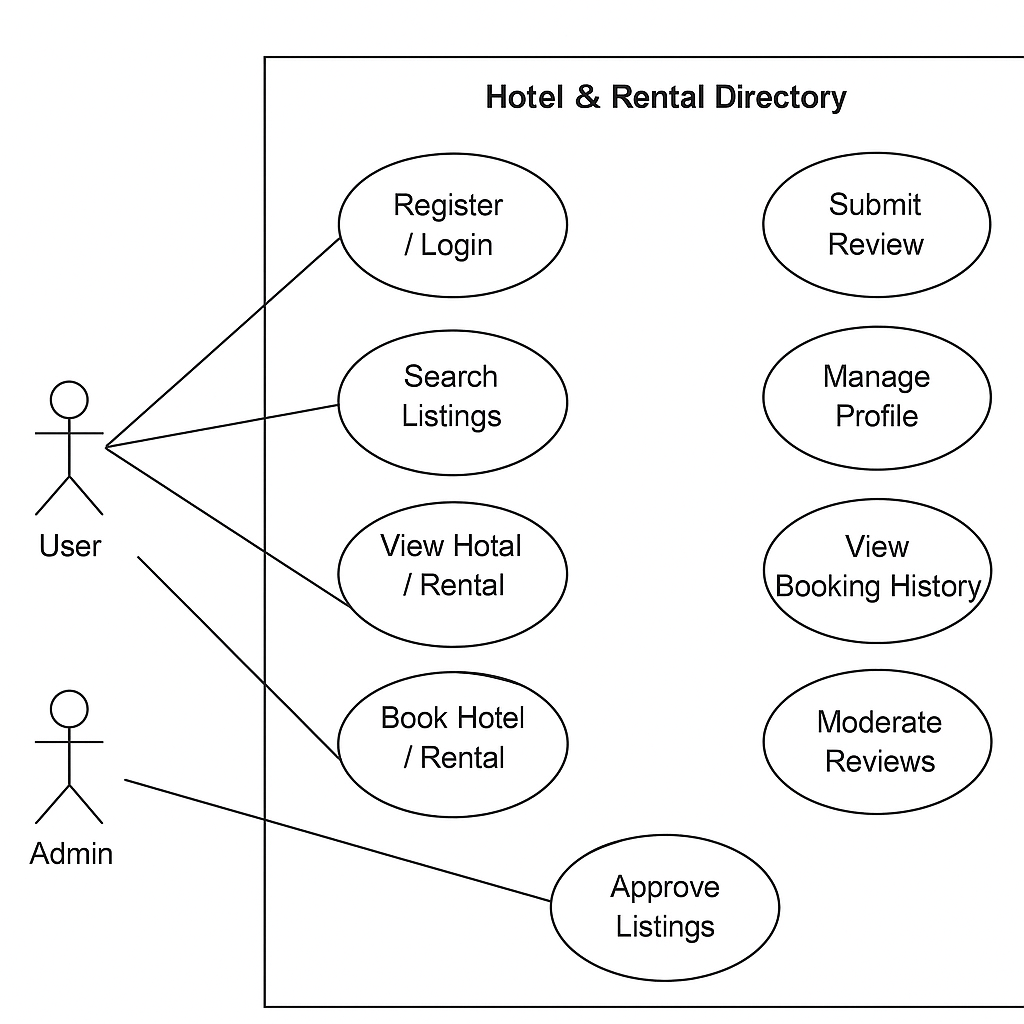 Hotel & Rental Directory
Register
/ Login
Submit
Review
Search
Listings
Manage
Profile
User
View Hotal
/ Rental
View
Booking History
Book Hotel
/ Rental
Moderate
Reviews
Admin
Approve
Listings